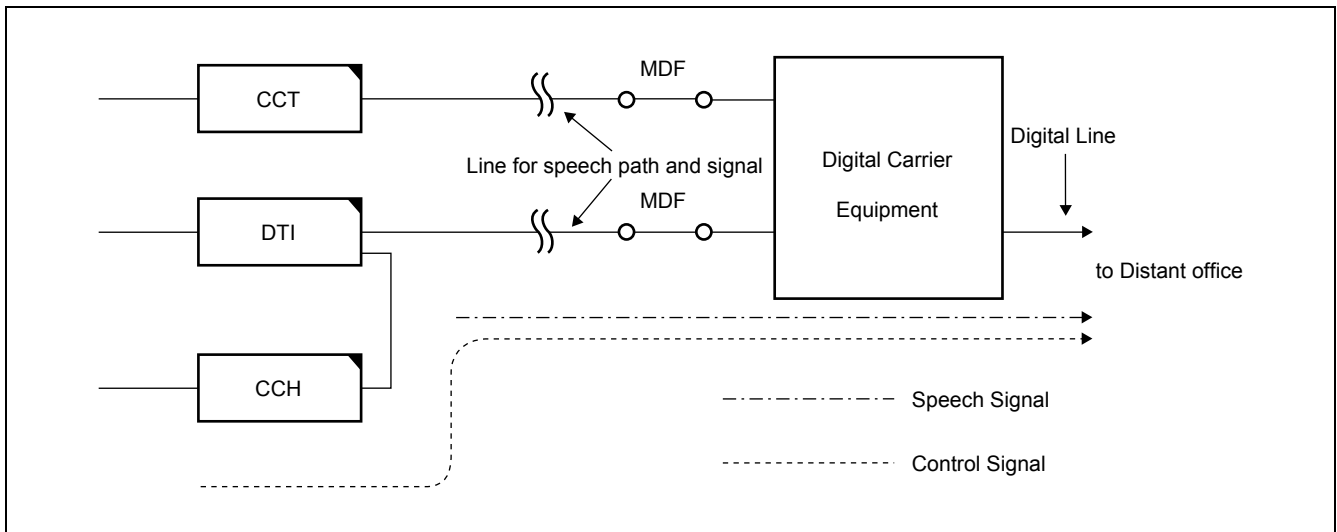 MDF
CCT
Digital Line
Line for speech path and signal
Digital Carrier
Equipment
MDF
DTI
to Distant office
CCH
Speech Signal
Control Signal